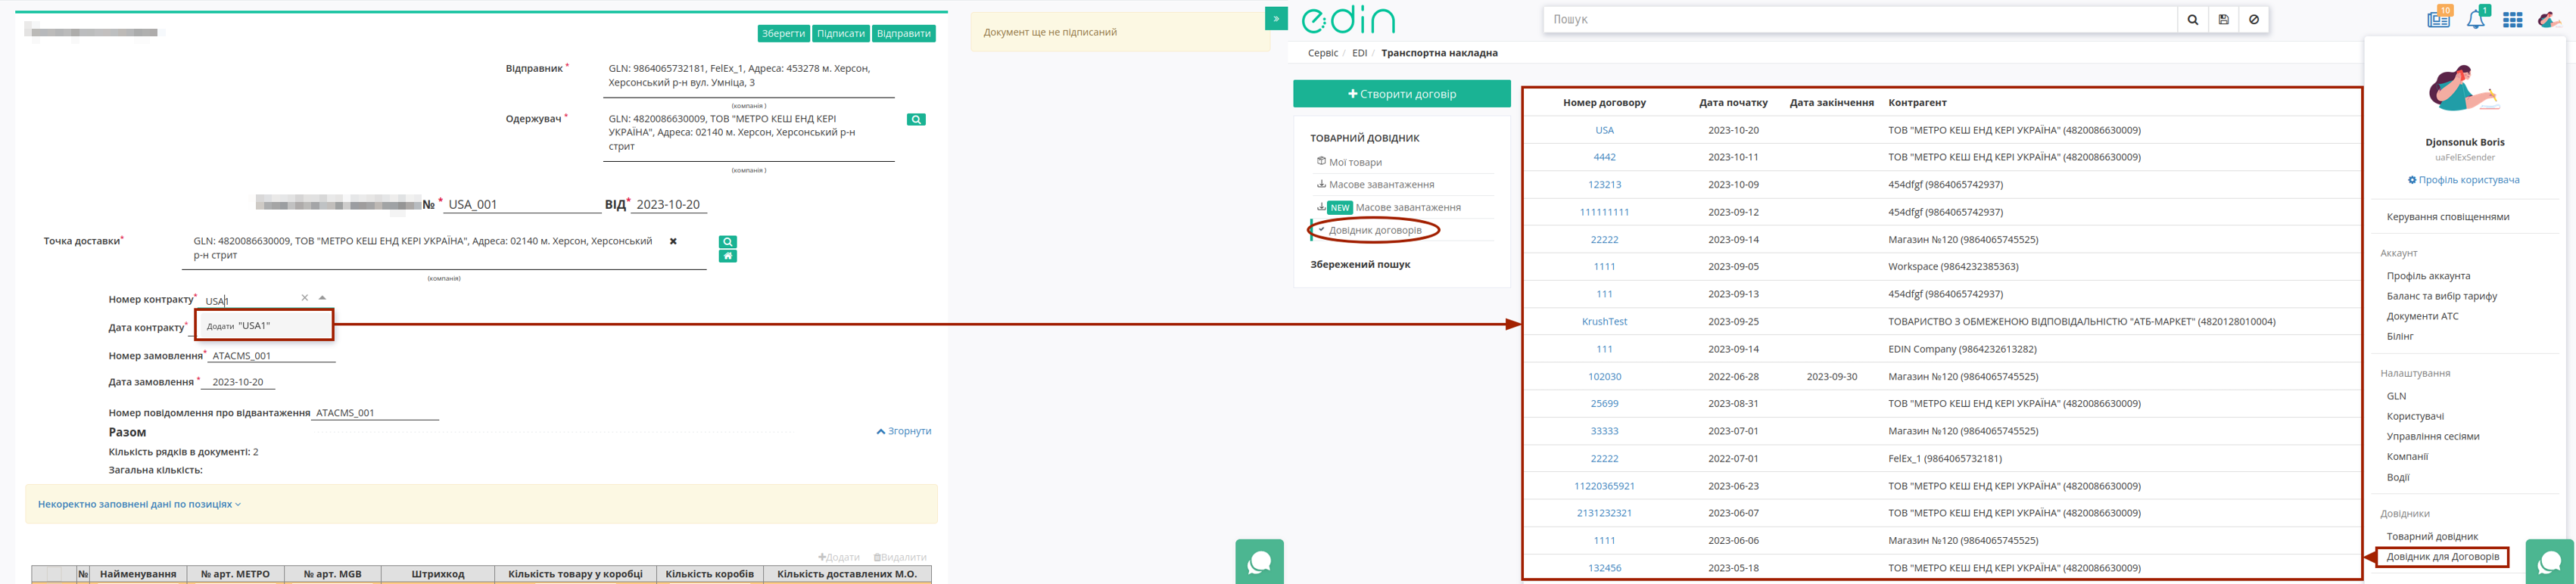 Зберегти Підписати Відправити
Відправник * GLN: 9864065732181, FelEx_1, Адреса: 453278 м. Херсон,
Херсонський р-н вул. Умніца, 3
(компанія )
Одержувач * GLN: 4820086630009, ТОВ "МЕТРО КЕШ ЕНД КЕРІ
УКРАЇНА", Адреса: 02140 м. Херсон, Херсонський р-н
стрит
(компанія )
№ * USA_001 ВІД* 2023-10-20
Точка доставки* GLN: 4820086630009, ТОВ "МЕТРО КЕШ ЕНД КЕРІ УКРАЇНА", Адреса: 02140 м. Херсон, Херсонський ✖
р-н стрит
(компанія)
Номер контракту* USA1 ×
Дата контракту* Додати "USA1"
Номер замовлення* ATACMS_001
Дата замовлення * 2023-10-20
Номер повідомлення про відвантаження ATACMS_001
Разом
Згорнути
Кількість рядків в документі: 2
Загальна кількість:
Некоректно заповнені дані по позиціях
+Додати Видалити
№ Найменування № арт. МЕТРО № арт. MGB Штрихкод Кількість товару у коробці Кількість коробів Кількість доставлених М.О.
Документ ще не підписаний
»
edin
Пошук
10 1
Сервіс / EDI / Транспортна накладна
+ Створити договір
ТОВАРНИЙ ДОВІДНИК
Мої товари
Масове завантаження
NEW Масове завантаження
Довідник договорів
Збережений пошук
Номер договору Дата початку Дата закінчення Контрагент
USA 2023-10-20 ТОВ "МЕТРО КЕШ ЕНД КЕРІ УКРАЇНА" (4820086630009)
4442 2023-10-11 ТОВ "МЕТРО КЕШ ЕНД КЕРІ УКРАЇНА" (4820086630009)
123213 2023-10-09 454dfgf (9864065742937)
111111111 2023-09-12 454dfgf (9864065742937)
22222 2023-09-14 Магазин №120 (9864065745525)
1111 2023-09-05 Workspace (9864232385363)
111 2023-09-13 454dfgf (9864065742937)
KrushTest 2023-09-25 ТОВАРИСТВО З ОБМЕЖЕНОЮ ВІДПОВІДАЛЬНІСТЮ "АТБ-МАРКЕТ" (4820128010004)
111 2023-09-14 EDIN Company (9864232613282)
102030 2022-06-28 2023-09-30 Магазин №120 (9864065745525)
25699 2023-08-31 ТОВ "МЕТРО КЕШ ЕНД КЕРІ УКРАЇНА" (4820086630009)
33333 2023-07-01 Магазин №120 (9864065745525)
22222 2022-07-01 FelEx_1 (9864065732181)
11220365921 2023-06-23 ТОВ "МЕТРО КЕШ ЕНД КЕРІ УКРАЇНА" (4820086630009)
2131232321 2023-06-07 ТОВ "МЕТРО КЕШ ЕНД КЕРІ УКРАЇНА" (4820086630009)
1111 2023-06-06 Магазин №120 (9864065745525)
132456 2023-05-18 ТОВ "МЕТРО КЕШ ЕНД КЕРІ УКРАЇНА" (4820086630009)
Djonsonuk Boris
uaFelExSender
Профіль користувача
Керування сповіщеннями
Аккаунт
Профіль аккаунта
Баланс та вибір тарифу
Документи АТС
Білінг
Налаштування
GLN
Користувачі
Управління сесіями
Компанії
Водії
Довідники
Товарний довідник
Довідник для Договорів